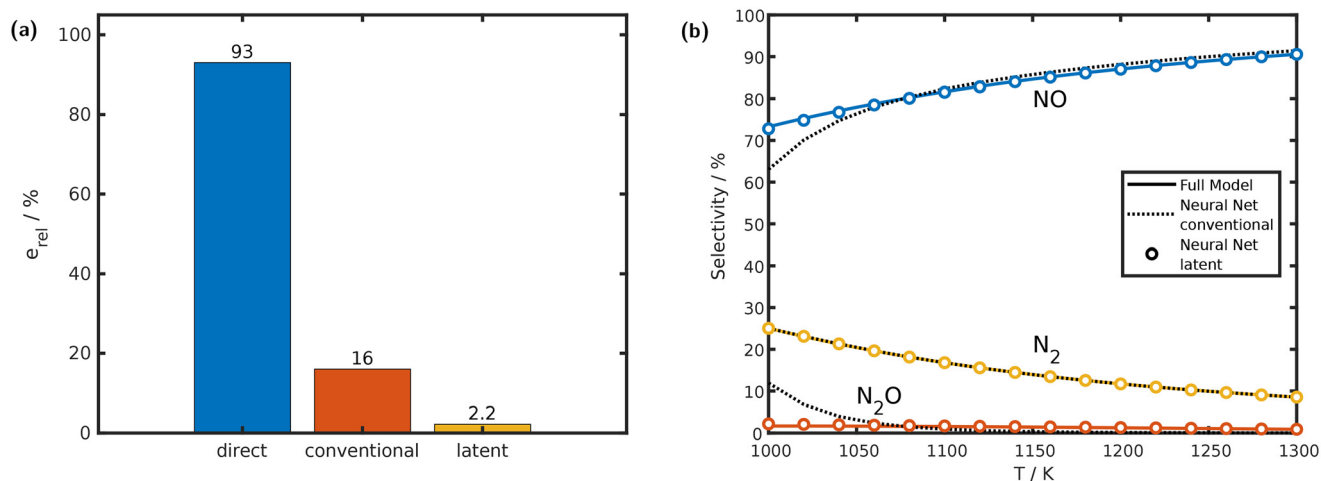 (a)
100
80
60
40
20
0
e_rel / %
93
16
2.2
direct conventional latent
(b)
100
90
80
70
60
50
40
30
20
10
0
Selectivity / %
NO
N₂
N₂O
Full Model
Neural Net
conventional
Neural Net
latent
1000 1050 1100 1150 1200 1250 1300
T / K